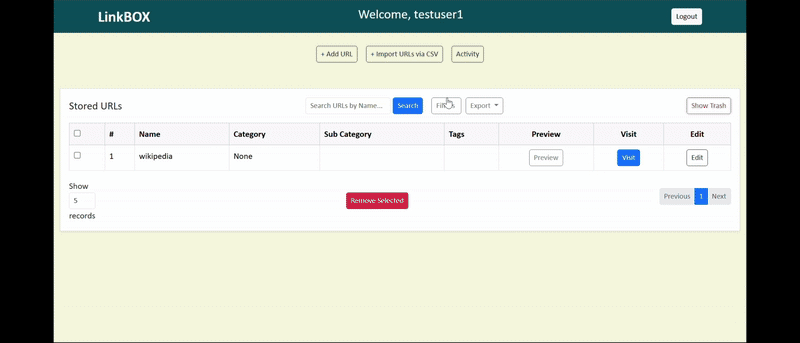 LinkBOX
Welcome, testuser1
Logout
+ Add URL
+ Import URLs via CSV
Activity
Stored URLs
Search URLs by Name...
Search
Export
Show Trash
# Name Category Sub Category Tags Preview Visit Edit
1 wikipedia None Preview Visit Edit
Show
5
records
Remove Selected
Previous 1 Next